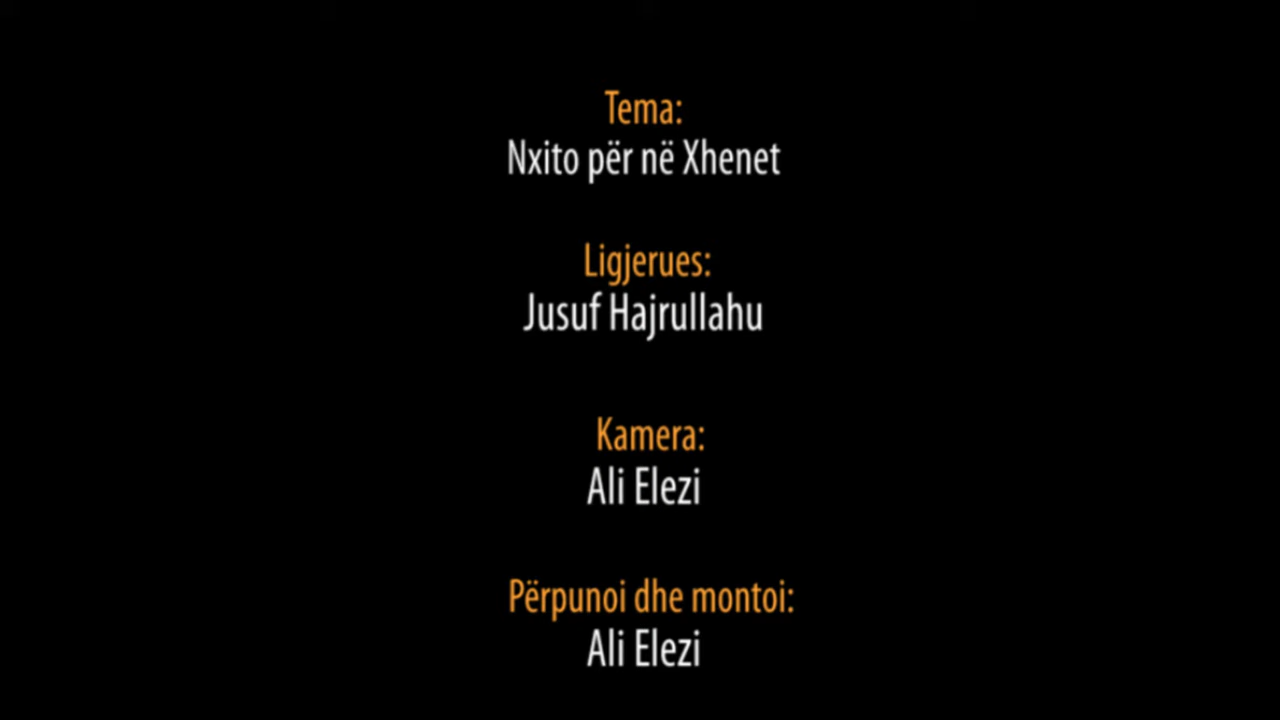 Tema:
Nxito për në Xhenet
Ligjerues:
Jusuf Hajrullahu
Kamera:
Ali Elezi
Përpunoi dhe montoi:
Ali Elezi